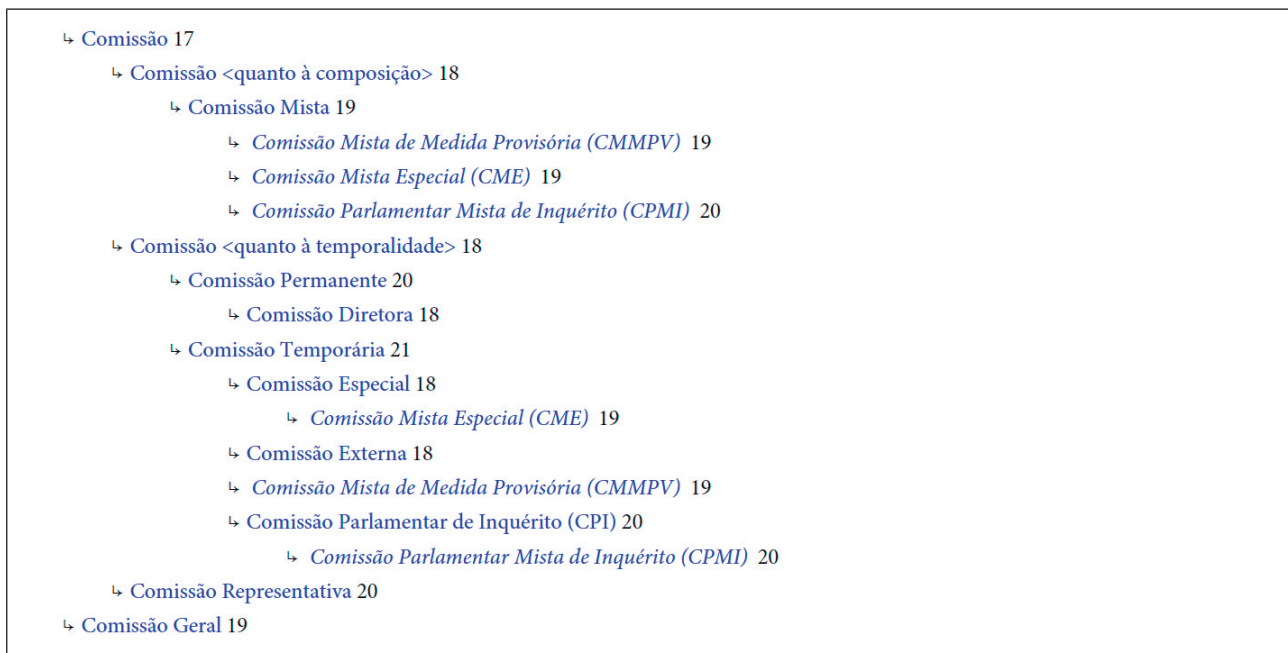 ↳ Comissão 17
↳ Comissão <quanto à composição> 18
↳ Comissão Mista 19
↳ Comissão Mista de Medida Provisória (CMMPV) 19
↳ Comissão Mista Especial (CME) 19
↳ Comissão Parlamentar Mista de Inquérito (CPMI) 20
↳ Comissão <quanto à temporalidade> 18
↳ Comissão Permanente 20
↳ Comissão Diretora 18
↳ Comissão Temporária 21
↳ Comissão Especial 18
↳ Comissão Mista Especial (CME) 19
↳ Comissão Externa 18
↳ Comissão Mista de Medida Provisória (CMMPV) 19
↳ Comissão Parlamentar de Inquérito (CPI) 20
↳ Comissão Parlamentar Mista de Inquérito (CPMI) 20
↳ Comissão Representativa 20
↳ Comissão Geral 19